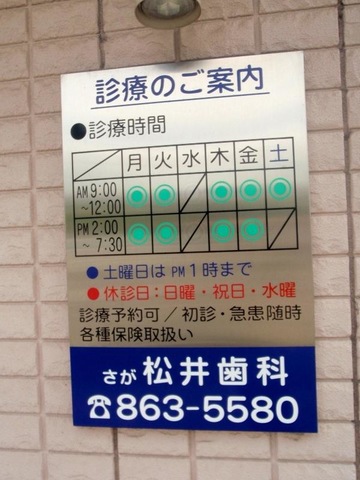 診療のご案内
●診療時間
月 火 水 木 金 土
AM 9:00 ~12:00 ◎ ◎ ／ ◎ ◎ ◎
PM 2:00 ~7:30 ◎ ◎ ／ ◎ ◎ ／
●土曜日は PM 1時まで
●休診日：日曜・祝日・水曜
診療予約可／初診・急患随時
各種保険取扱い
さが 松井歯科
☎863-5580